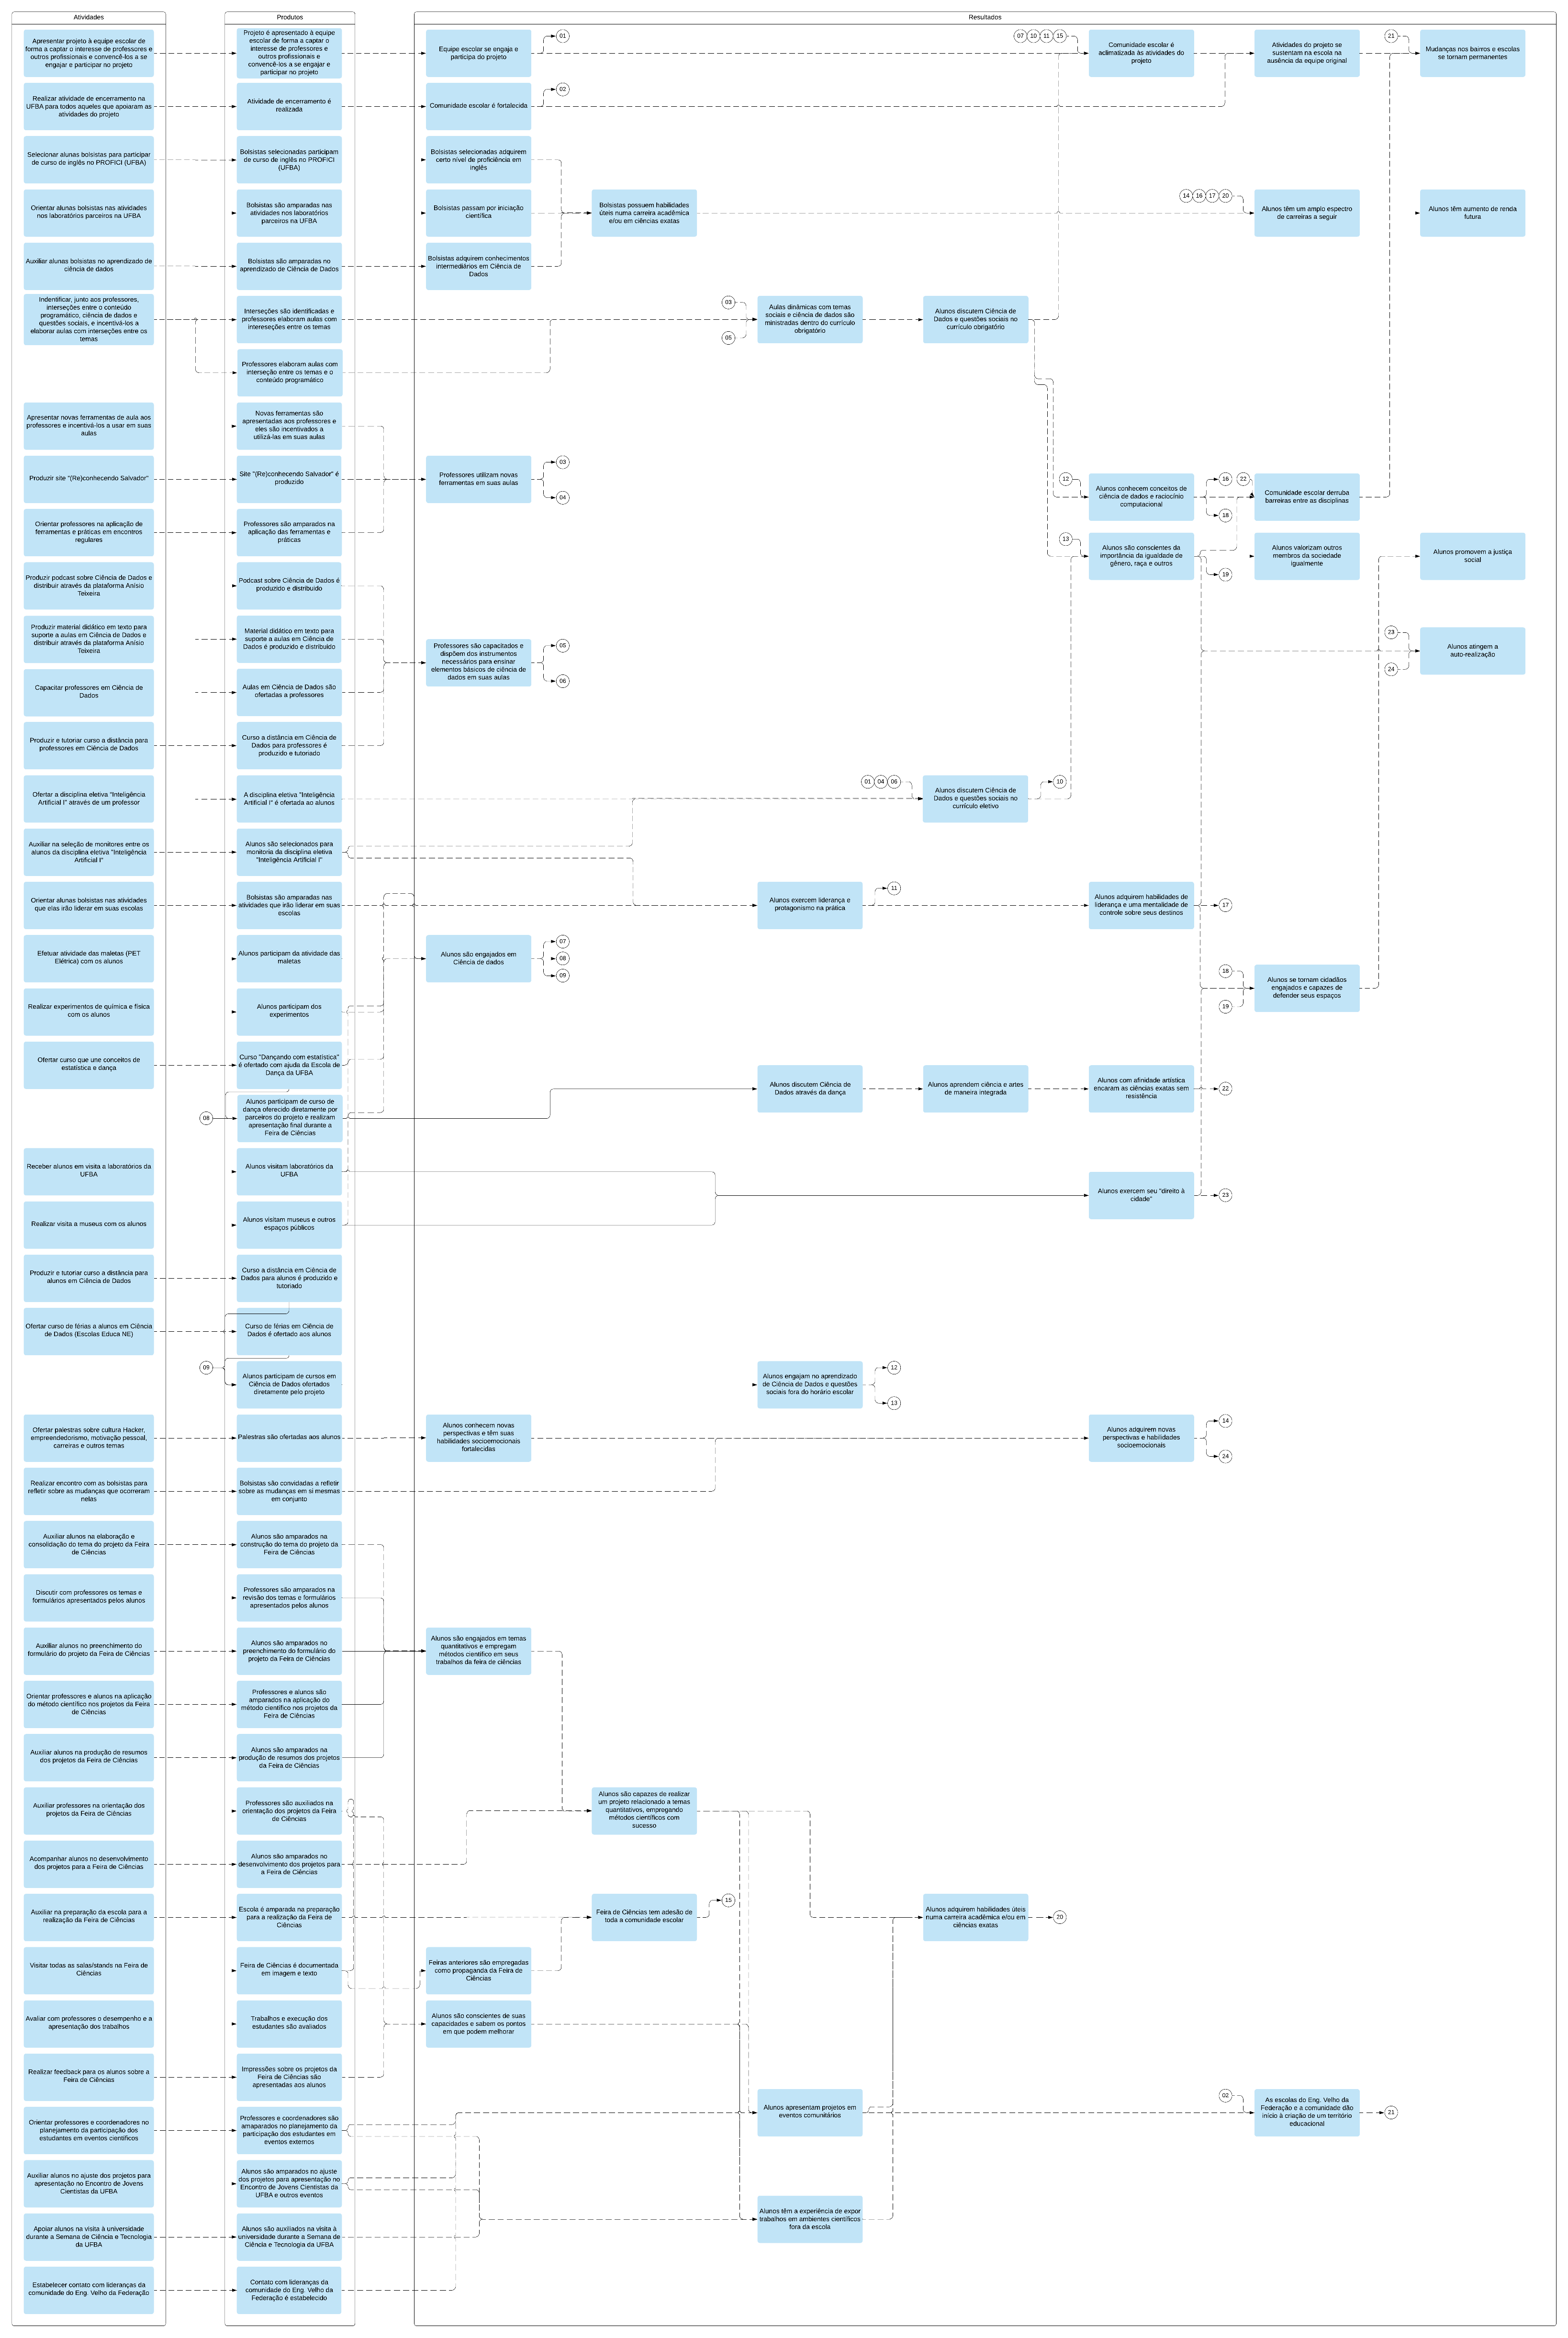 Atividades
Produtos
Resultados
Apresentar projeto à equipe escolar de
forma a captar o interesse de professores e
outros profissionais e convencê-los a se
engajar e participar no projeto
Projeto é apresentado à equipe
escolar de forma a captar o
interesse de professores e
outros profissionais e
convencê-los a se engajar e
participar no projeto
Equipe escolar se engaja e
participa do projeto
01
07
10
11
15
Comunidade escolar é
aclimatizada às atividades do
projeto
Atividades do projeto se
sustentam na escola na
ausência da equipe original
21
Mudanças nos bairros e escolas
se tornam permanentes
Realizar atividade de encerramento na
UFBA para todos aqueles que apoiaram as
atividades do projeto
Atividade de encerramento é
realizada
Comunidade escolar é fortalecida
02
Selecionar alunas bolsistas para participar
de curso de inglês no PROFICI (UFBA)
Bolsistas selecionadas participam
de curso de inglês no PROFICI
(UFBA)
Bolsistas selecionadas adquirem
certo nível de proficiência em
inglês
Orientar alunas bolsistas nas atividades
nos laboratórios parceiros na UFBA
Bolsistas são amparadas nas
atividades nos laboratórios
parceiros na UFBA
Bolsistas passam por iniciação
científica
Bolsistas possuem habilidades
úteis numa carreira acadêmica
e/ou em ciências exatas
14
16
17
20
Alunos têm um amplo espectro
de carreiras a seguir
Alunos têm aumento de renda
futura
Auxiliar alunas bolsistas no aprendizado de
ciência de dados
Bolsistas são amparadas no
aprendizado de Ciência de Dados
Bolsistas adquirem conhecimentos
intermediários em Ciência de
Dados
Indentificar, junto aos professores,
interseções entre o conteúdo
programático, ciência de dados e
questões sociais, e incentivá-los a
elaborar aulas com interseções entre os
temas
Interseções são identificadas e
professores elaboram aulas com
intereseções entre os temas
03
05
Aulas dinâmicas com temas
sociais e ciência de dados são
ministradas dentro do currículo
obrigatório
Alunos discutem Ciência de
Dados e questões sociais no
currículo obrigatório
Professores elaboram aulas com
interseção entre os temas e o
conteúdo programático
Apresentar novas ferramentas de aula aos
professores e incentivá-los a usar em suas
aulas
Novas ferramentas são
apresentadas aos professores e
eles são incentivados a
utilizá-las em suas aulas
Produzir site "(Re)conhecendo Salvador"
Site "(Re)conhecendo Salvador" é
produzido
Professores utilizam novas
ferramentas em suas aulas
03
04
12
Alunos conhecem conceitos de
ciência de dados e raciocínio
computacional
16
18
22
Comunidade escolar derruba
barreiras entre as disciplinas
Orientar professores na aplicação de
ferramentas e práticas em encontros
regulares
Professores são amparados na
aplicação das ferramentas e
práticas
13
Alunos são conscientes da
importância da igualdade de
gênero, raça e outros
19
Alunos valorizam outros
membros da sociedade
igualmente
Alunos promovem a justiça
social
Produzir podcast sobre Ciência de Dados e
distribuir através da plataforma Anísio
Teixeira
Podcast sobre Ciência de Dados é
produzido e distribuido
Produzir material didático em texto para
suporte a aulas em Ciência de Dados e
distribuir através da plataforma Anísio
Teixeira
Material didático em texto para
suporte a aulas em Ciência de
Dados é produzido e distribuído
Professores são capacitados e
dispõem dos instrumentos
necessários para ensinar
elementos básicos de ciência de
dados em suas aulas
05
06
23
24
Alunos atingem a
auto-realização
Capacitar professores em Ciência de
Dados
Aulas em Ciência de Dados são
ofertadas a professores
Produzir e tutoriar curso a distância para
professores em Ciência de Dados
Curso a distância em Ciência de
Dados para professores é
produzido e tutoriado
Ofertar a disciplina eletiva "Inteligência
Artificial I" através de um professor
A disciplina eletiva "Inteligência
Artificial I" é ofertada ao alunos
01
04
06
Alunos discutem Ciência de
Dados e questões sociais no
currículo eletivo
10
Auxiliar na seleção de monitores entre os
alunos da disciplina eletiva "Inteligência
Artificial I"
Alunos são selecionados para
monitoria da disciplina eletiva
"Inteligência Artificial I"
Orientar alunas bolsistas nas atividades
que elas irão liderar em suas escolas
Bolsistas são amparadas nas
atividades que irão liderar em suas
escolas
Alunos exercem liderança e
protagonismo na prática
11
Alunos adquirem habilidades de
liderança e uma mentalidade de
controle sobre seus destinos
17
Efetuar atividade das maletas (PET
Elétrica) com os alunos
Alunos participam da atividade das
maletas
Alunos são engajados em
Ciência de dados
07
08
09
18
19
Alunos se tornam cidadãos
engajados e capazes de
defender seus espaços
Realizar experimentos de química e física
com os alunos
Alunos participam dos
experimentos
Ofertar curso que une conceitos de
estatística e dança
Curso "Dançando com estatística"
é ofertado com ajuda da Escola de
Dança da UFBA
08
Alunos participam de curso de
dança oferecido diretamente por
parceiros do projeto e realizam
apresentação final durante a
Feira de Ciências
Alunos discutem Ciência de
Dados através da dança
Alunos aprendem ciência e artes
de maneira integrada
Alunos com afinidade artística
encaram as ciências exatas sem
resistência
22
Receber alunos em visita a laboratórios da
UFBA
Alunos visitam laboratórios da
UFBA
Alunos exercem seu "direito à
cidade"
23
Realizar visita a museus com os alunos
Alunos visitam museus e outros
espaços públicos
Produzir e tutoriar curso a distância para
alunos em Ciência de Dados
Curso a distância em Ciência de
Dados para alunos é produzido e
tutoriado
Ofertar curso de férias a alunos em Ciência
de Dados (Escolas Educa NE)
Curso de férias em Ciência de
Dados é ofertado aos alunos
09
Alunos participam de cursos em
Ciência de Dados ofertados
diretamente pelo projeto
Alunos engajam no aprendizado
de Ciência de Dados e questões
sociais fora do horário escolar
12
13
Ofertar palestras sobre cultura Hacker,
empreendedorismo, motivação pessoal,
carreiras e outros temas
Palestras são ofertadas aos alunos
Alunos conhecem novas
perspectivas e têm suas
habilidades socioemocionais
fortalecidas
Alunos adquirem novas
perspectivas e habilidades
socioemocionais
14
24
Realizar encontro com as bolsistas para
refletir sobre as mudanças que ocorreram
nelas
Bolsistas são convidadas a refletir
sobre as mudanças em si mesmas
em conjunto
Auxiliar alunos na elaboração e
consolidação do tema do projeto da Feira
de Ciências
Alunos são amparados na
construção do tema do projeto da
Feira de Ciências
Discutir com professores os temas e
formulários apresentados pelos alunos
Professores são amparados na
revisão dos temas e formulários
apresentados pelos alunos
Auxilliar alunos no preenchimento do
formulário do projeto da Feira de Ciências
Alunos são amparados no
preenchimento do formulário do
projeto da Feira de Ciências
Alunos são engajados em temas
quantitativos e empregam
métodos cientifico em seus
trabalhos da feira de ciências
Orientar professores e alunos na aplicação
do método científico nos projetos da Feira
de Ciências
Professores e alunos são
amparados na aplicação do
método científico nos projetos da
Feira de Ciências
Auxiliar alunos na produção de resumos
dos projetos da Feira de Ciências
Alunos são amparados na
produção de resumos dos projetos
da Feira de Ciências
Auxiliar professores na orientação dos
projetos da Feira de Ciências
Professores são auxiliados na
orientação dos projetos da Feira
de Ciências
Alunos são capazes de realizar
um projeto relacionado a temas
quantitativos, empregando
métodos científicos com
sucesso
Acompanhar alunos no desenvolvimento
dos projetos para a Feira de Ciências
Alunos são amparados no
desenvolvimento dos projetos para
a Feira de Ciências
Auxiliar na preparação da escola para a
realização da Feira de Ciências
Escola é amparada na preparação
para a realização da Feira de
Ciências
Feira de Ciências tem adesão de
toda a comunidade escolar
15
Alunos adquirem habilidades úteis
numa carreira acadêmica e/ou em
ciências exatas
20
Visitar todas as salas/stands na Feira de
Ciências
Feira de Ciências é documentada
em imagem e texto
Feiras anteriores são empregadas
como propaganda da Feira de
Ciências
Avaliar com professores o desempenho e a
apresentação dos trabalhos
Trabalhos e execução dos
estudantes são avaliados
Alunos são conscientes de suas
capacidades e sabem os pontos
em que podem melhorar
Realizar feedback para os alunos sobre a
Feira de Ciências
Impressões sobre os projetos da
Feira de Ciências são
apresentadas aos alunos
Orientar professores e coordenadores no
planejamento da participação dos
estudantes em eventos científicos
Professores e coordenadores são
amaparados no planejamento da
participação dos estudantes em
eventos externos
Alunos apresentam projetos em
eventos comunitários
02
As escolas do Eng. Velho da
Federação e a comunidade dão
início à criação de um território
educacional
21
Auxiliar alunos no ajuste dos projetos para
apresentação no Encontro de Jovens
Cientistas da UFBA
Alunos são amparados no ajuste
dos projetos para apresentação no
Encontro de Jovens Cientistas da
UFBA e outros eventos
Alunos têm a experiência de expor
trabalhos em ambientes científicos
fora da escola
Apoiar alunos na visita à universidade
durante a Semana de Ciência e Tecnologia
da UFBA
Alunos são auxiliados na visita à
universidade durante a Semana de
Ciência e Tecnologia da UFBA
Estabelecer contato com lideranças da
comunidade do Eng. Velho da Federação
Contato com lideranças da
comunidade do Eng. Velho da
Federação é estabelecido